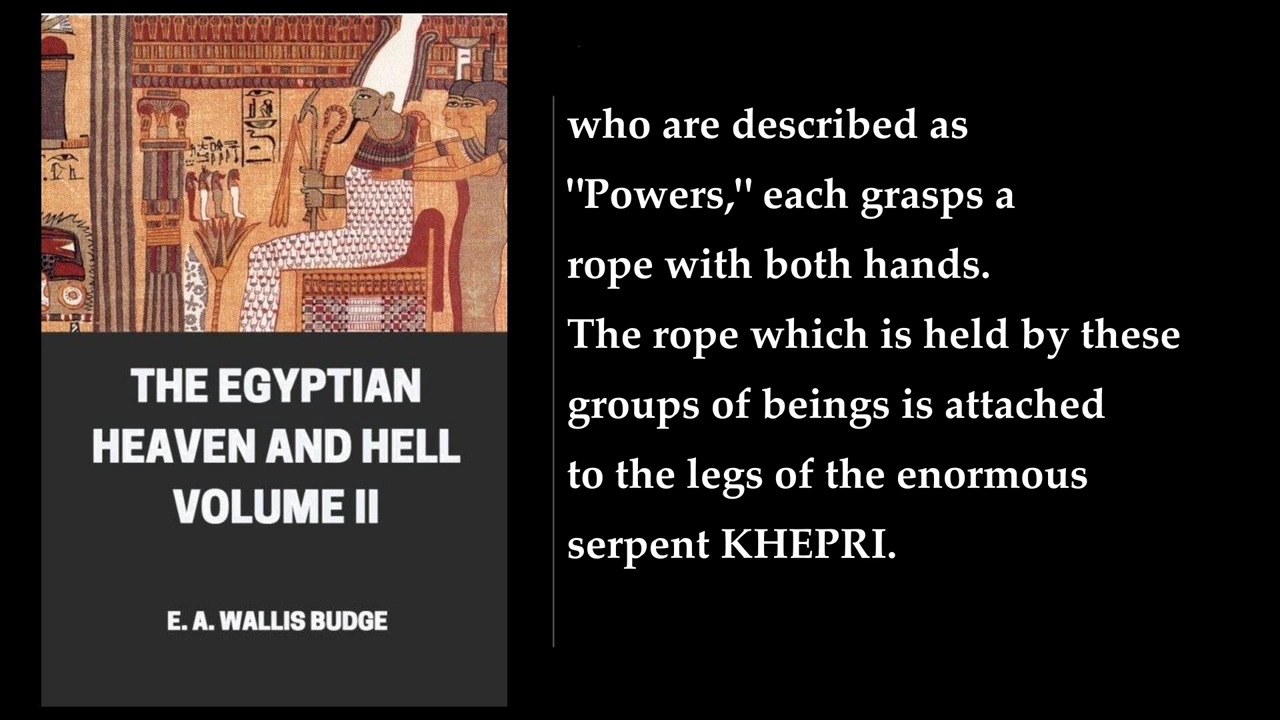 THE EGYPTIAN
HEAVEN AND HELL
VOLUME II
E. A. WALLIS BUDGE
who are described as
"Powers," each grasps a
rope with both hands.
The rope which is held by these
groups of beings is attached
to the legs of the enormous
serpent KHEPRI.